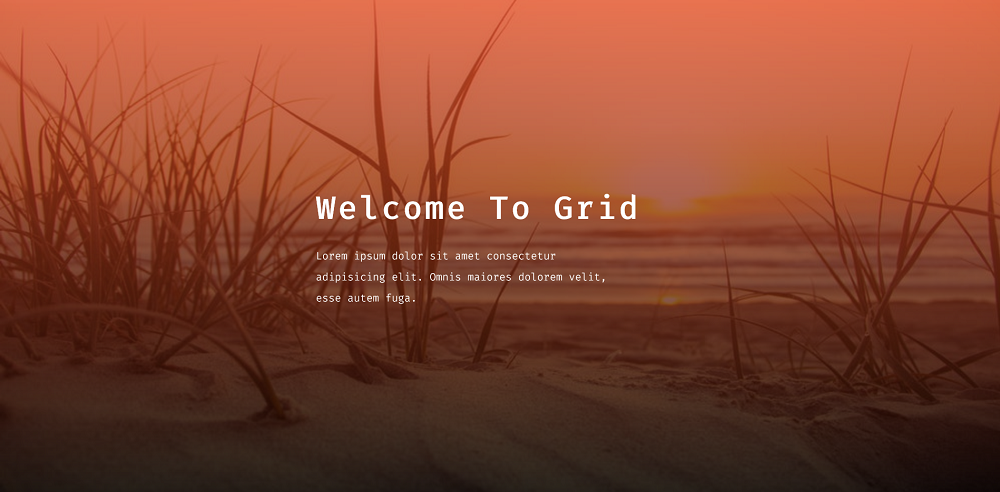 Welcome To Grid
Lorem ipsum dolor sit amet consectetur
adipisicing elit. Omnis maiores dolorem velit,
esse autem fuga.